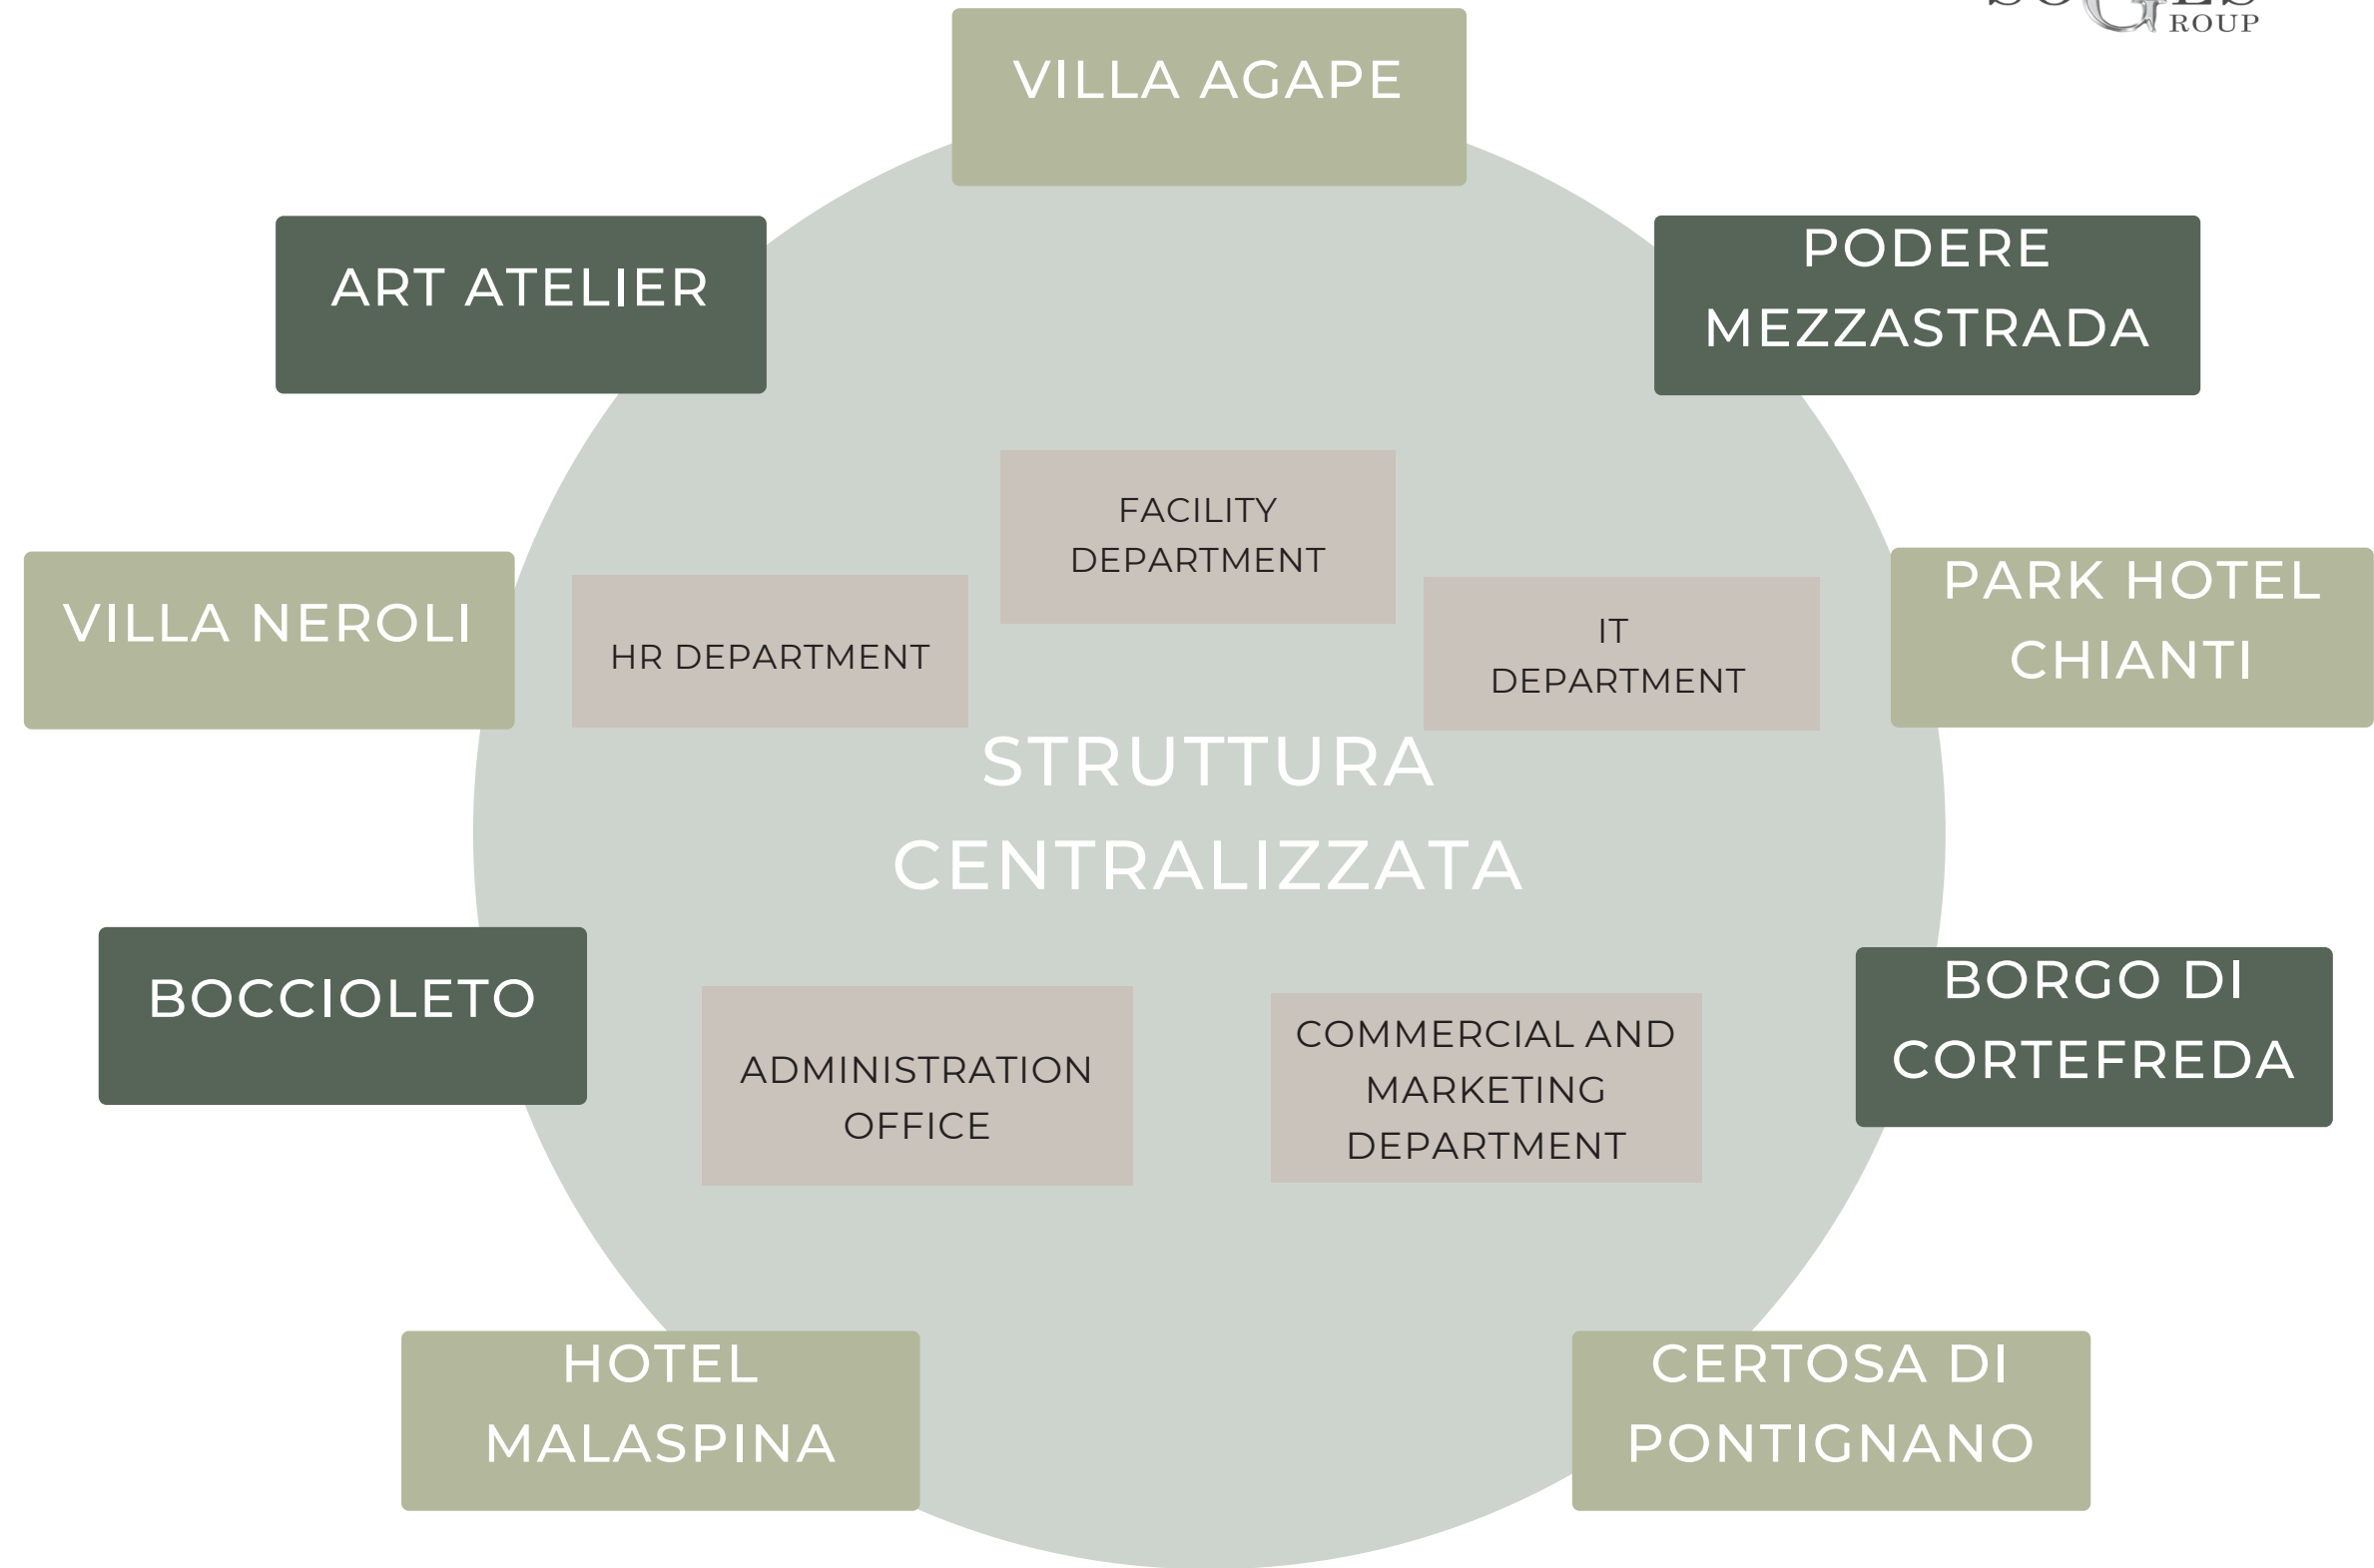 ROUP
VILLA AGAPE
ART ATELIER
PODERE
MEZZASTRADA
FACILITY
DEPARTMENT
VILLA NEROLI
HR DEPARTMENT
IT
DEPARTMENT
PARK HOTEL
CHIANTI
STRUTTURA
CENTRALIZZATA
BOCCIOLETO
BORGO DI
CORTEFREDA
ADMINISTRATION
OFFICE
COMMERCIAL AND
MARKETING
DEPARTMENT
HOTEL
MALASPINA
CERTOSA DI
PONTIGNANO